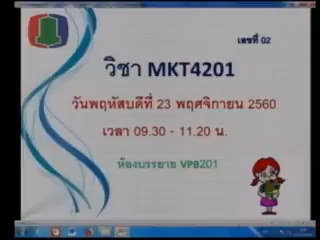 เลขที่ 02
วิชา MKT4201
วันพฤหัสบดีที่ 23 พฤศจิกายน 2560
เวลา 09.30 - 11.20 น.
ห้องบรรยาย VPB201